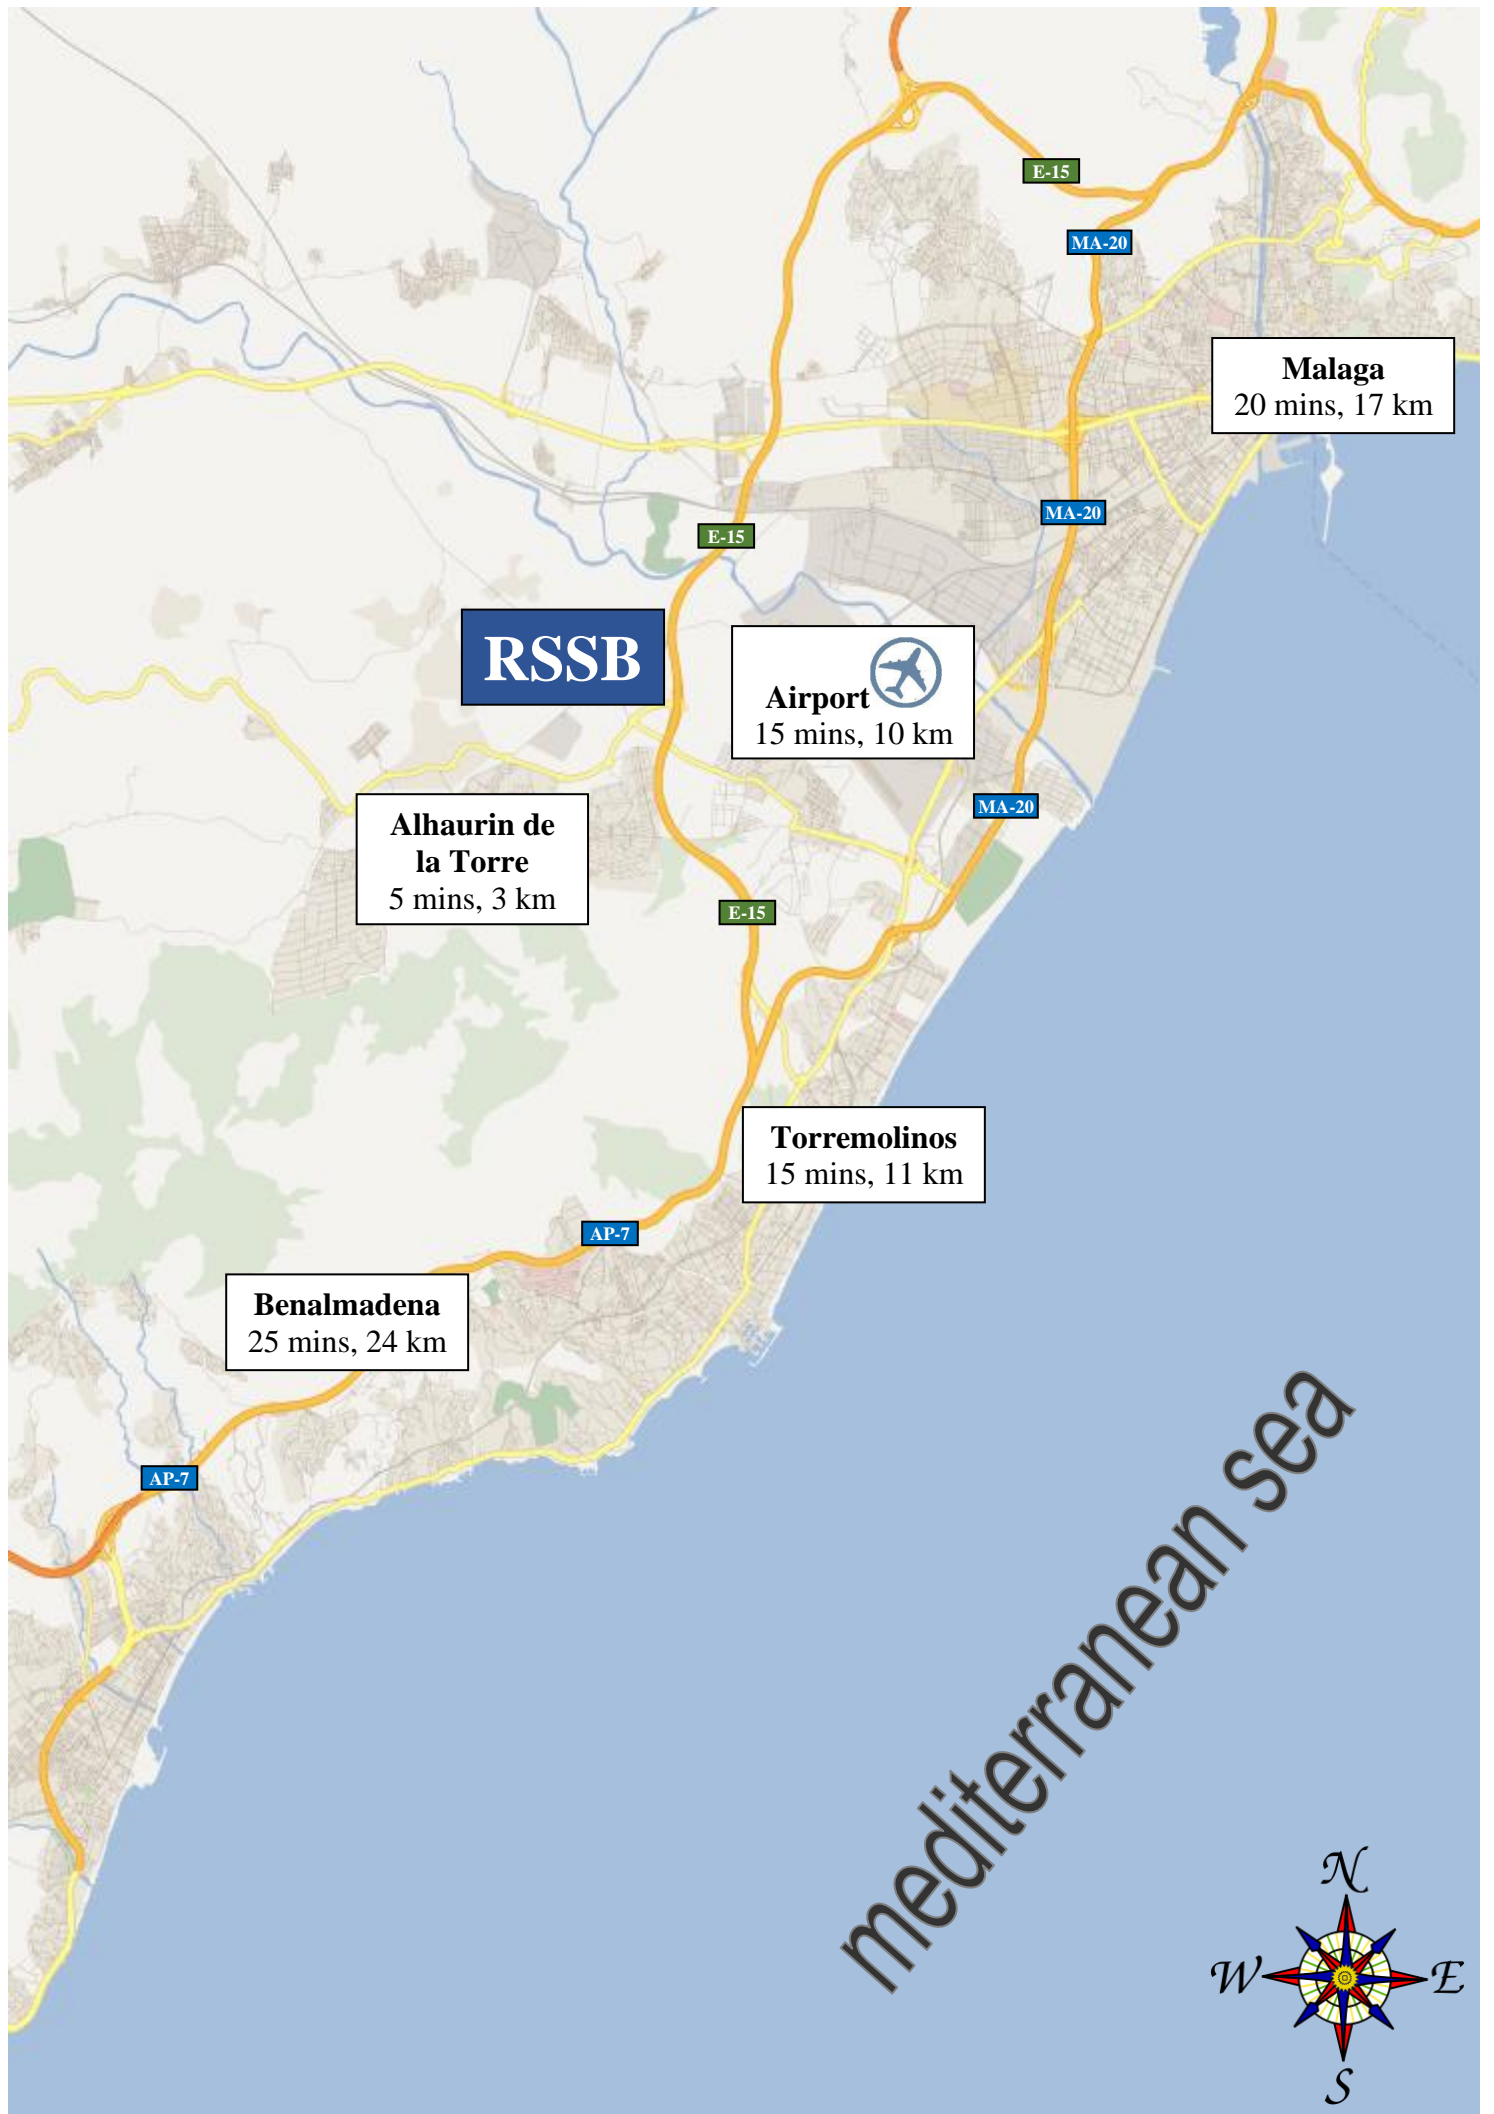 E-15
MA-20
Malaga
20 mins, 17 km
MA-20
E-15
RSSB
Airport
15 mins, 10 km
MA-20
Alhaurin de
la Torre
5 mins, 3 km
E-15
Torremolinos
15 mins, 11 km
AP-7
Benalmadena
25 mins, 24 km
AP-7
mediterranean sea
N
W
E
S